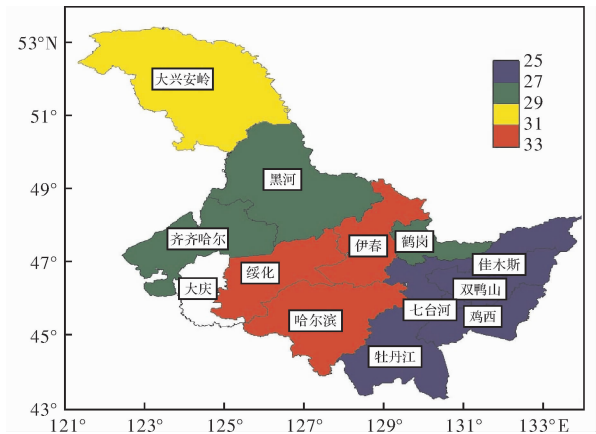 53°N
51°
49°
47°
45°
43°
121°
123°
125°
127°
129°
131°
133°E
25
27
29
31
33
大兴安岭
黑河
齐齐哈尔
伊春
鹤岗
绥化
大庆
佳木斯
双鸭山
七台河
鸡西
哈尔滨
牡丹江